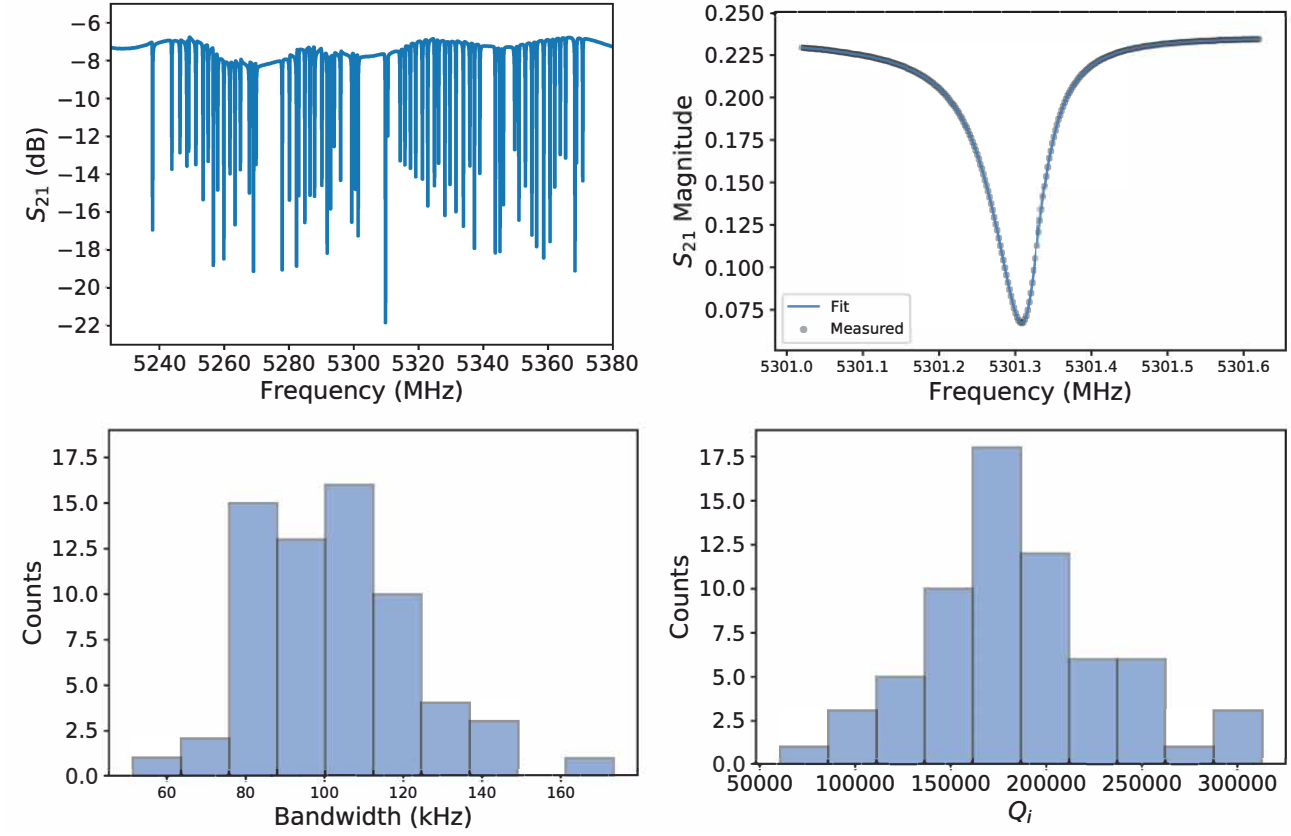 −6
−8
−10
−12
−14
−16
−18
−20
−22
S21 (dB)
5240 5260 5280 5300 5320 5340 5360 5380
Frequency (MHz)
0.250
0.225
0.200
0.175
0.150
0.125
0.100
0.075
S21 Magnitude
Fit
Measured
5301.0 5301.1 5301.2 5301.3 5301.4 5301.5 5301.6
Frequency (MHz)
17.5
15.0
12.5
10.0
7.5
5.0
2.5
0.0
Counts
60 80 100 120 140 160
Bandwidth (kHz)
17.5
15.0
12.5
10.0
7.5
5.0
2.5
0.0
Counts
50000 100000 150000 200000 250000 300000
Qi